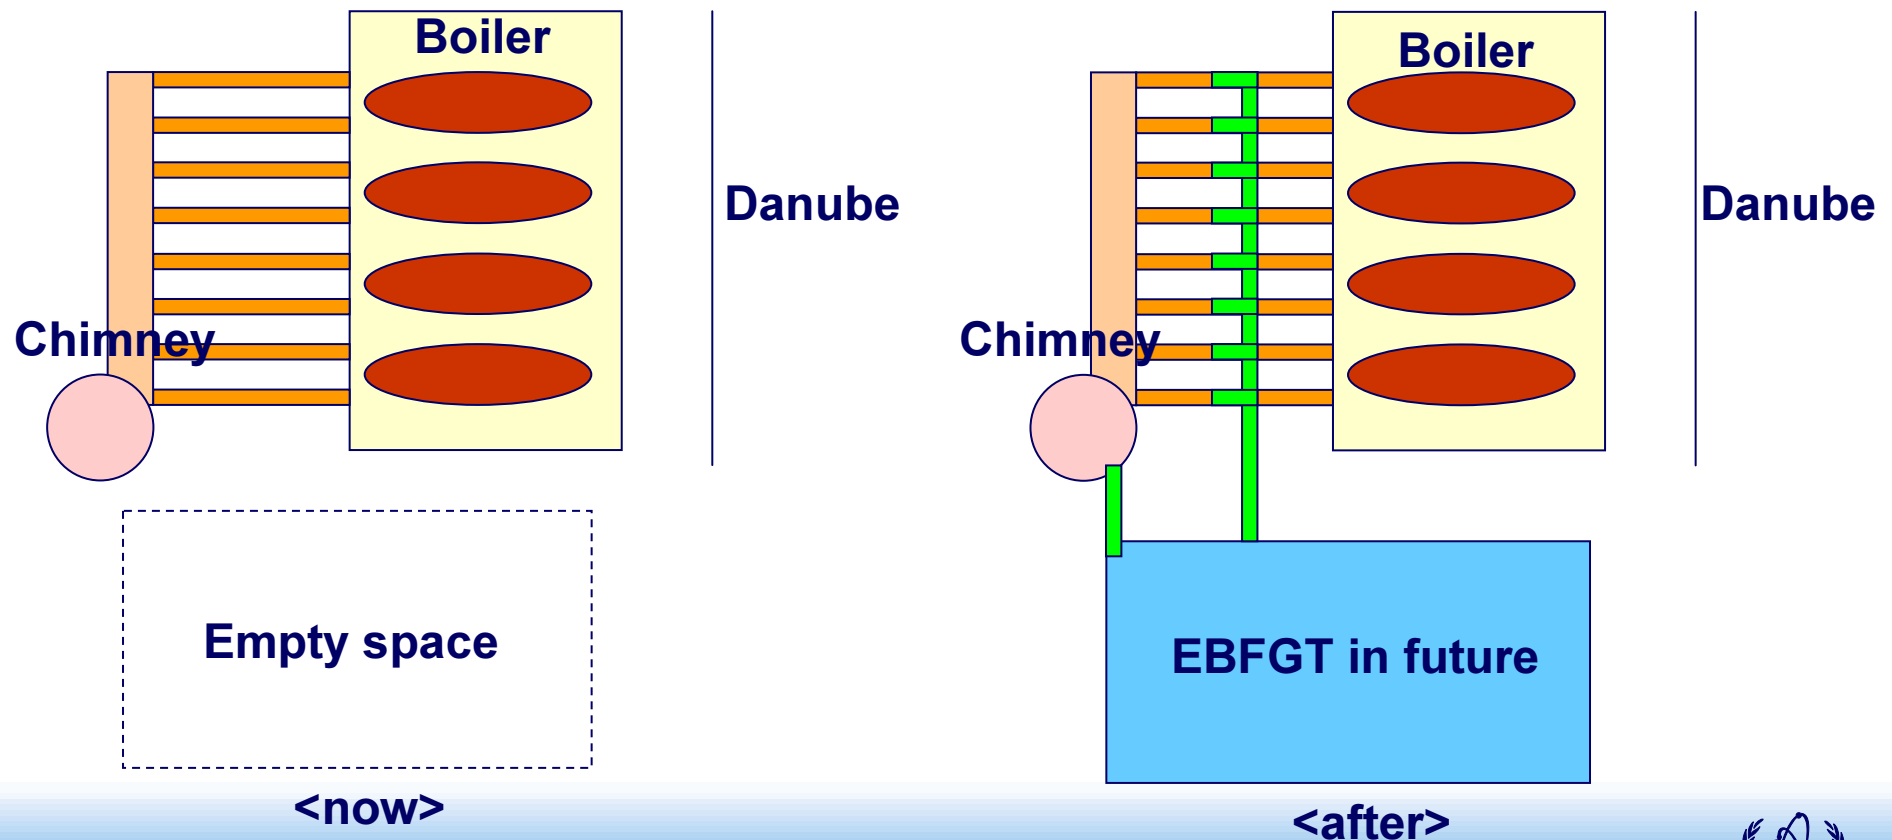 Boiler
Danube
Chimney
Empty space
<now>
Boiler
Danube
Chimney
EBFGT in future
<after>